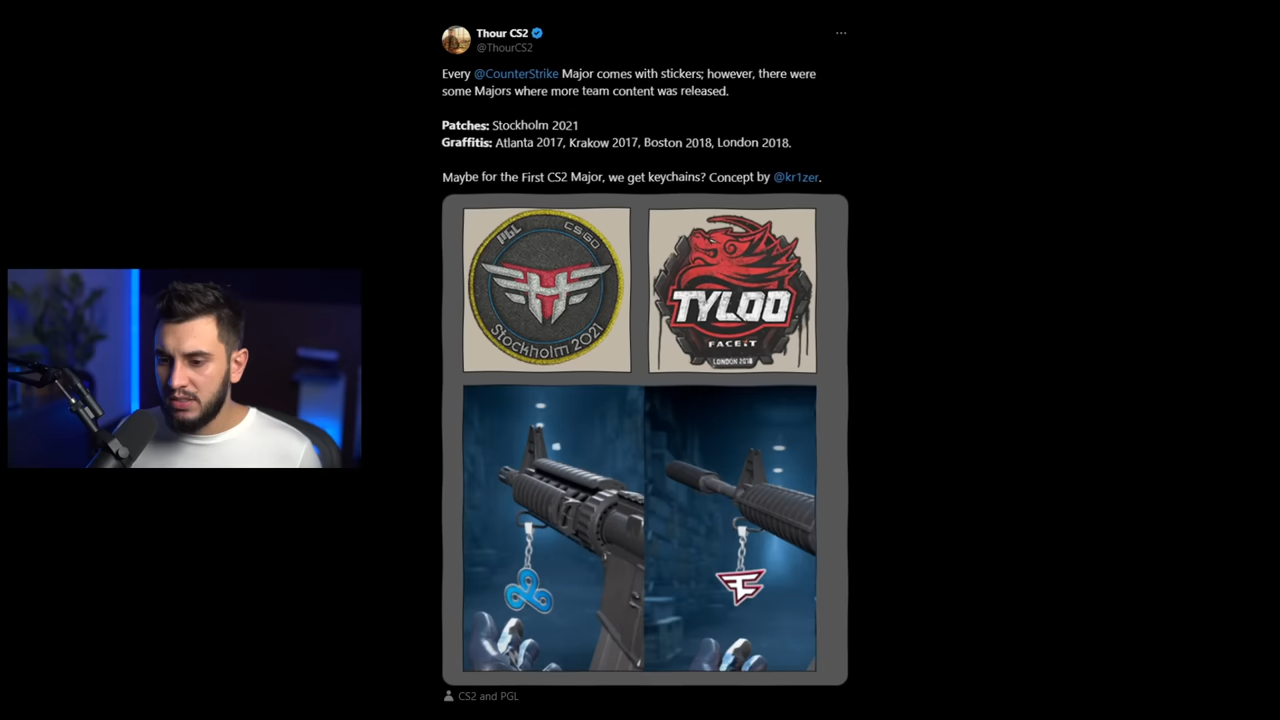 Thour CS2
@ThourCS2
Every @CounterStrike Major comes with stickers; however, there were
some Majors where more team content was released.
Patches: Stockholm 2021
Graffitis: Atlanta 2017, Krakow 2017, Boston 2018, London 2018.
Maybe for the First CS2 Major, we get keychains? Concept by @kr1zer.
PGL CS:GO
Stockholm 2021
TYLOO
FACEIT
LONDON 2018
CS2 and PGL